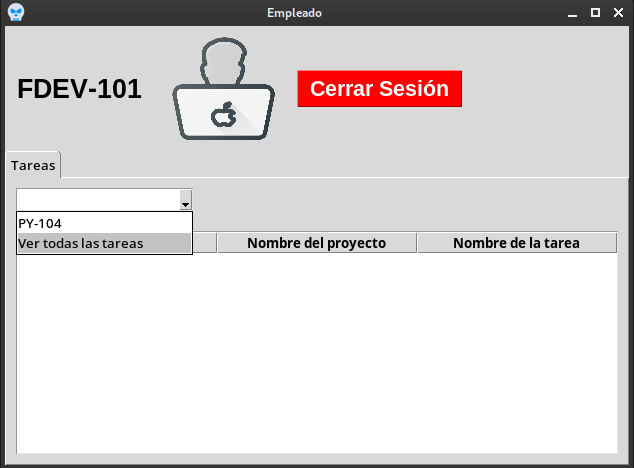 Empleado
FDEV-101
Cerrar Sesión
Tareas
PY-104
Ver todas las tareas
Nombre del proyecto
Nombre de la tarea